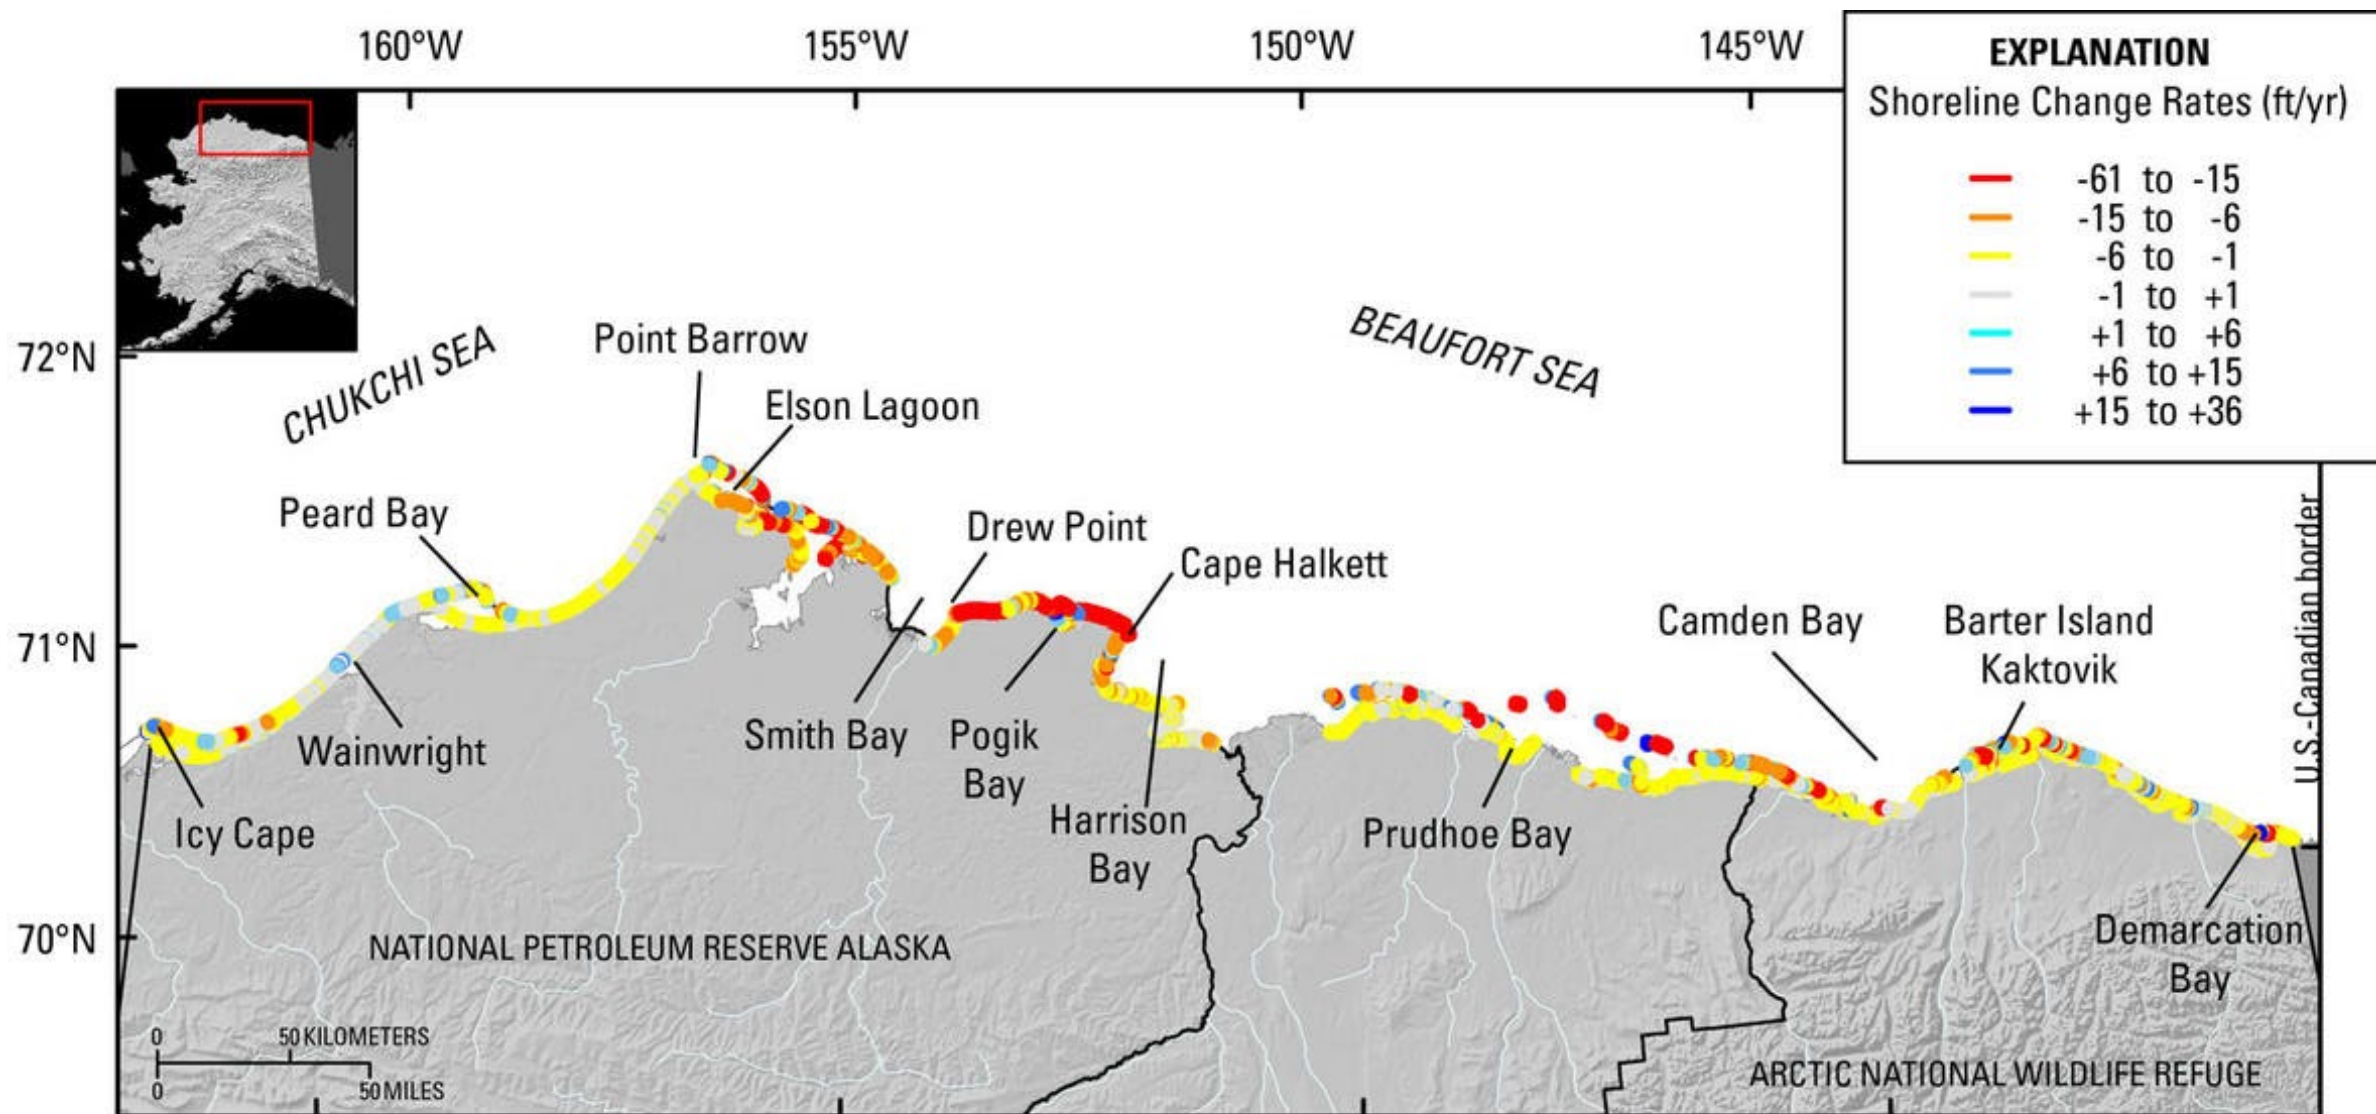 160°W
155°W
150°W
145°W
EXPLANATION
Shoreline Change Rates (ft/yr)
-61 to -15
-15 to -6
-6 to -1
-1 to +1
+1 to +6
+6 to +15
+15 to +36
72°N
71°N
70°N
CHUKCHI SEA
BEAUFORT SEA
Point Barrow
Elson Lagoon
Peard Bay
Drew Point
Cape Halkett
Camden Bay
Barter Island
Kaktovik
U.S.-Canadian border
Wainwright
Icy Cape
Smith Bay
Pogik
Bay
Harrison
Bay
Prudhoe Bay
Demarcation
Bay
NATIONAL PETROLEUM RESERVE ALASKA
ARCTIC NATIONAL WILDLIFE REFUGE
0 50 KILOMETERS
0 50 MILES